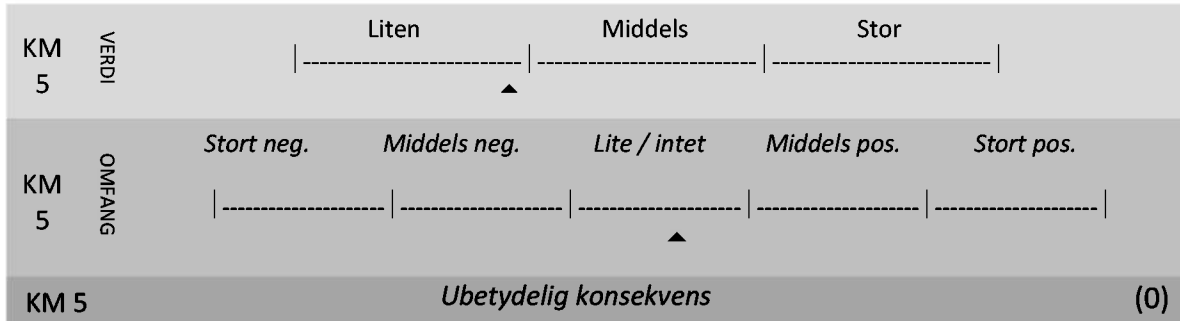 KM 5 VERDI Liten Middels Stor
|--------------------------|--------------------------|--------------------------|
KM 5 OMFANG Stort neg. Middels neg. Lite / intet Middels pos. Stort pos.
|-------------------|-------------------|-------------------|-------------------|-------------------|
KM 5 Ubetydelig konsekvens (0)